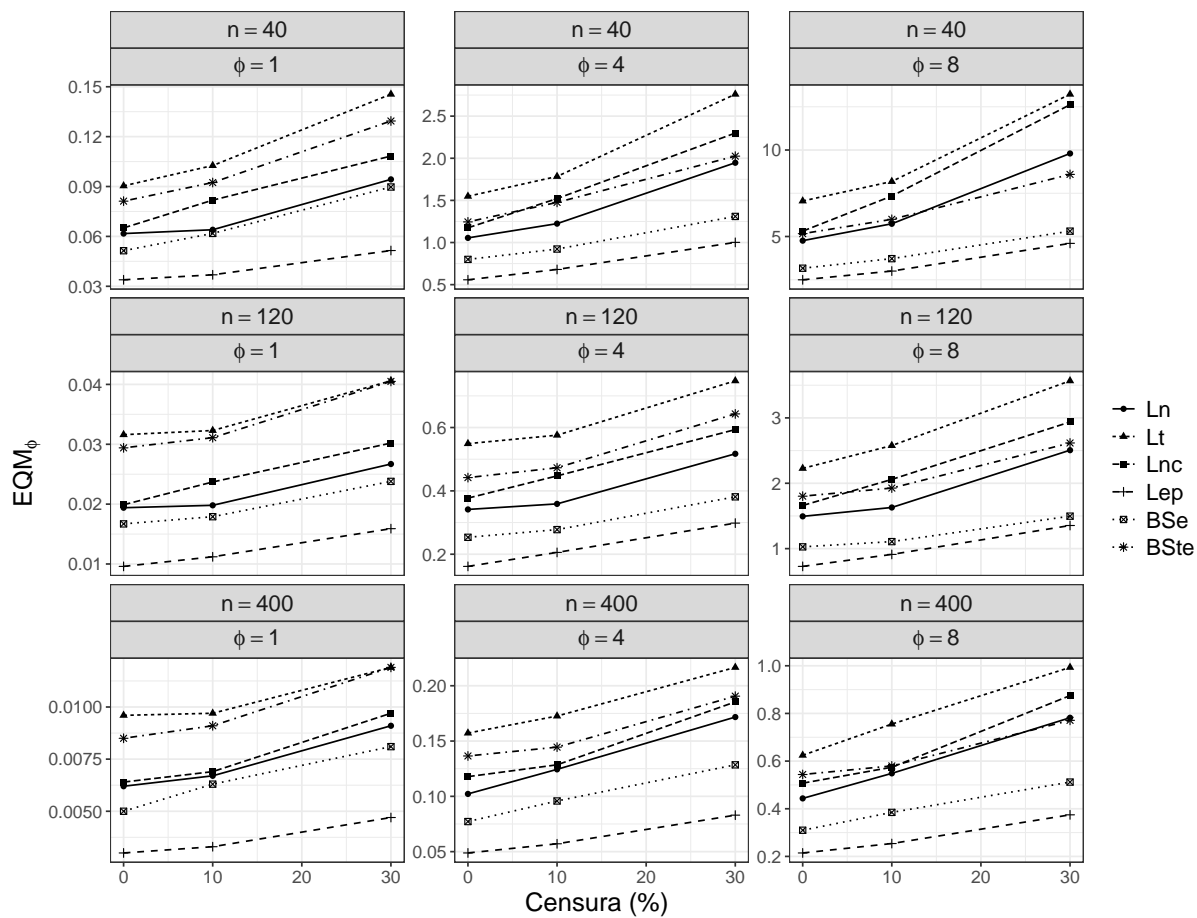 n = 40
n = 40
n = 40
ϕ = 1
ϕ = 4
ϕ = 8
0.15
0.12
0.09
0.06
0.03
2.5
2.0
1.5
1.0
0.5
10
5
n = 120
n = 120
n = 120
ϕ = 1
ϕ = 4
ϕ = 8
0.04
0.03
0.02
0.01
0.6
0.4
0.2
3
2
1
n = 400
n = 400
n = 400
ϕ = 1
ϕ = 4
ϕ = 8
0.0100
0.0075
0.0050
0.20
0.15
0.10
0.05
1.0
0.8
0.6
0.4
0.2
0 10 20 30
0 10 20 30
0 10 20 30
Censura (%)
EQMϕ
Ln
Lt
Lnc
Lep
BSe
BSte